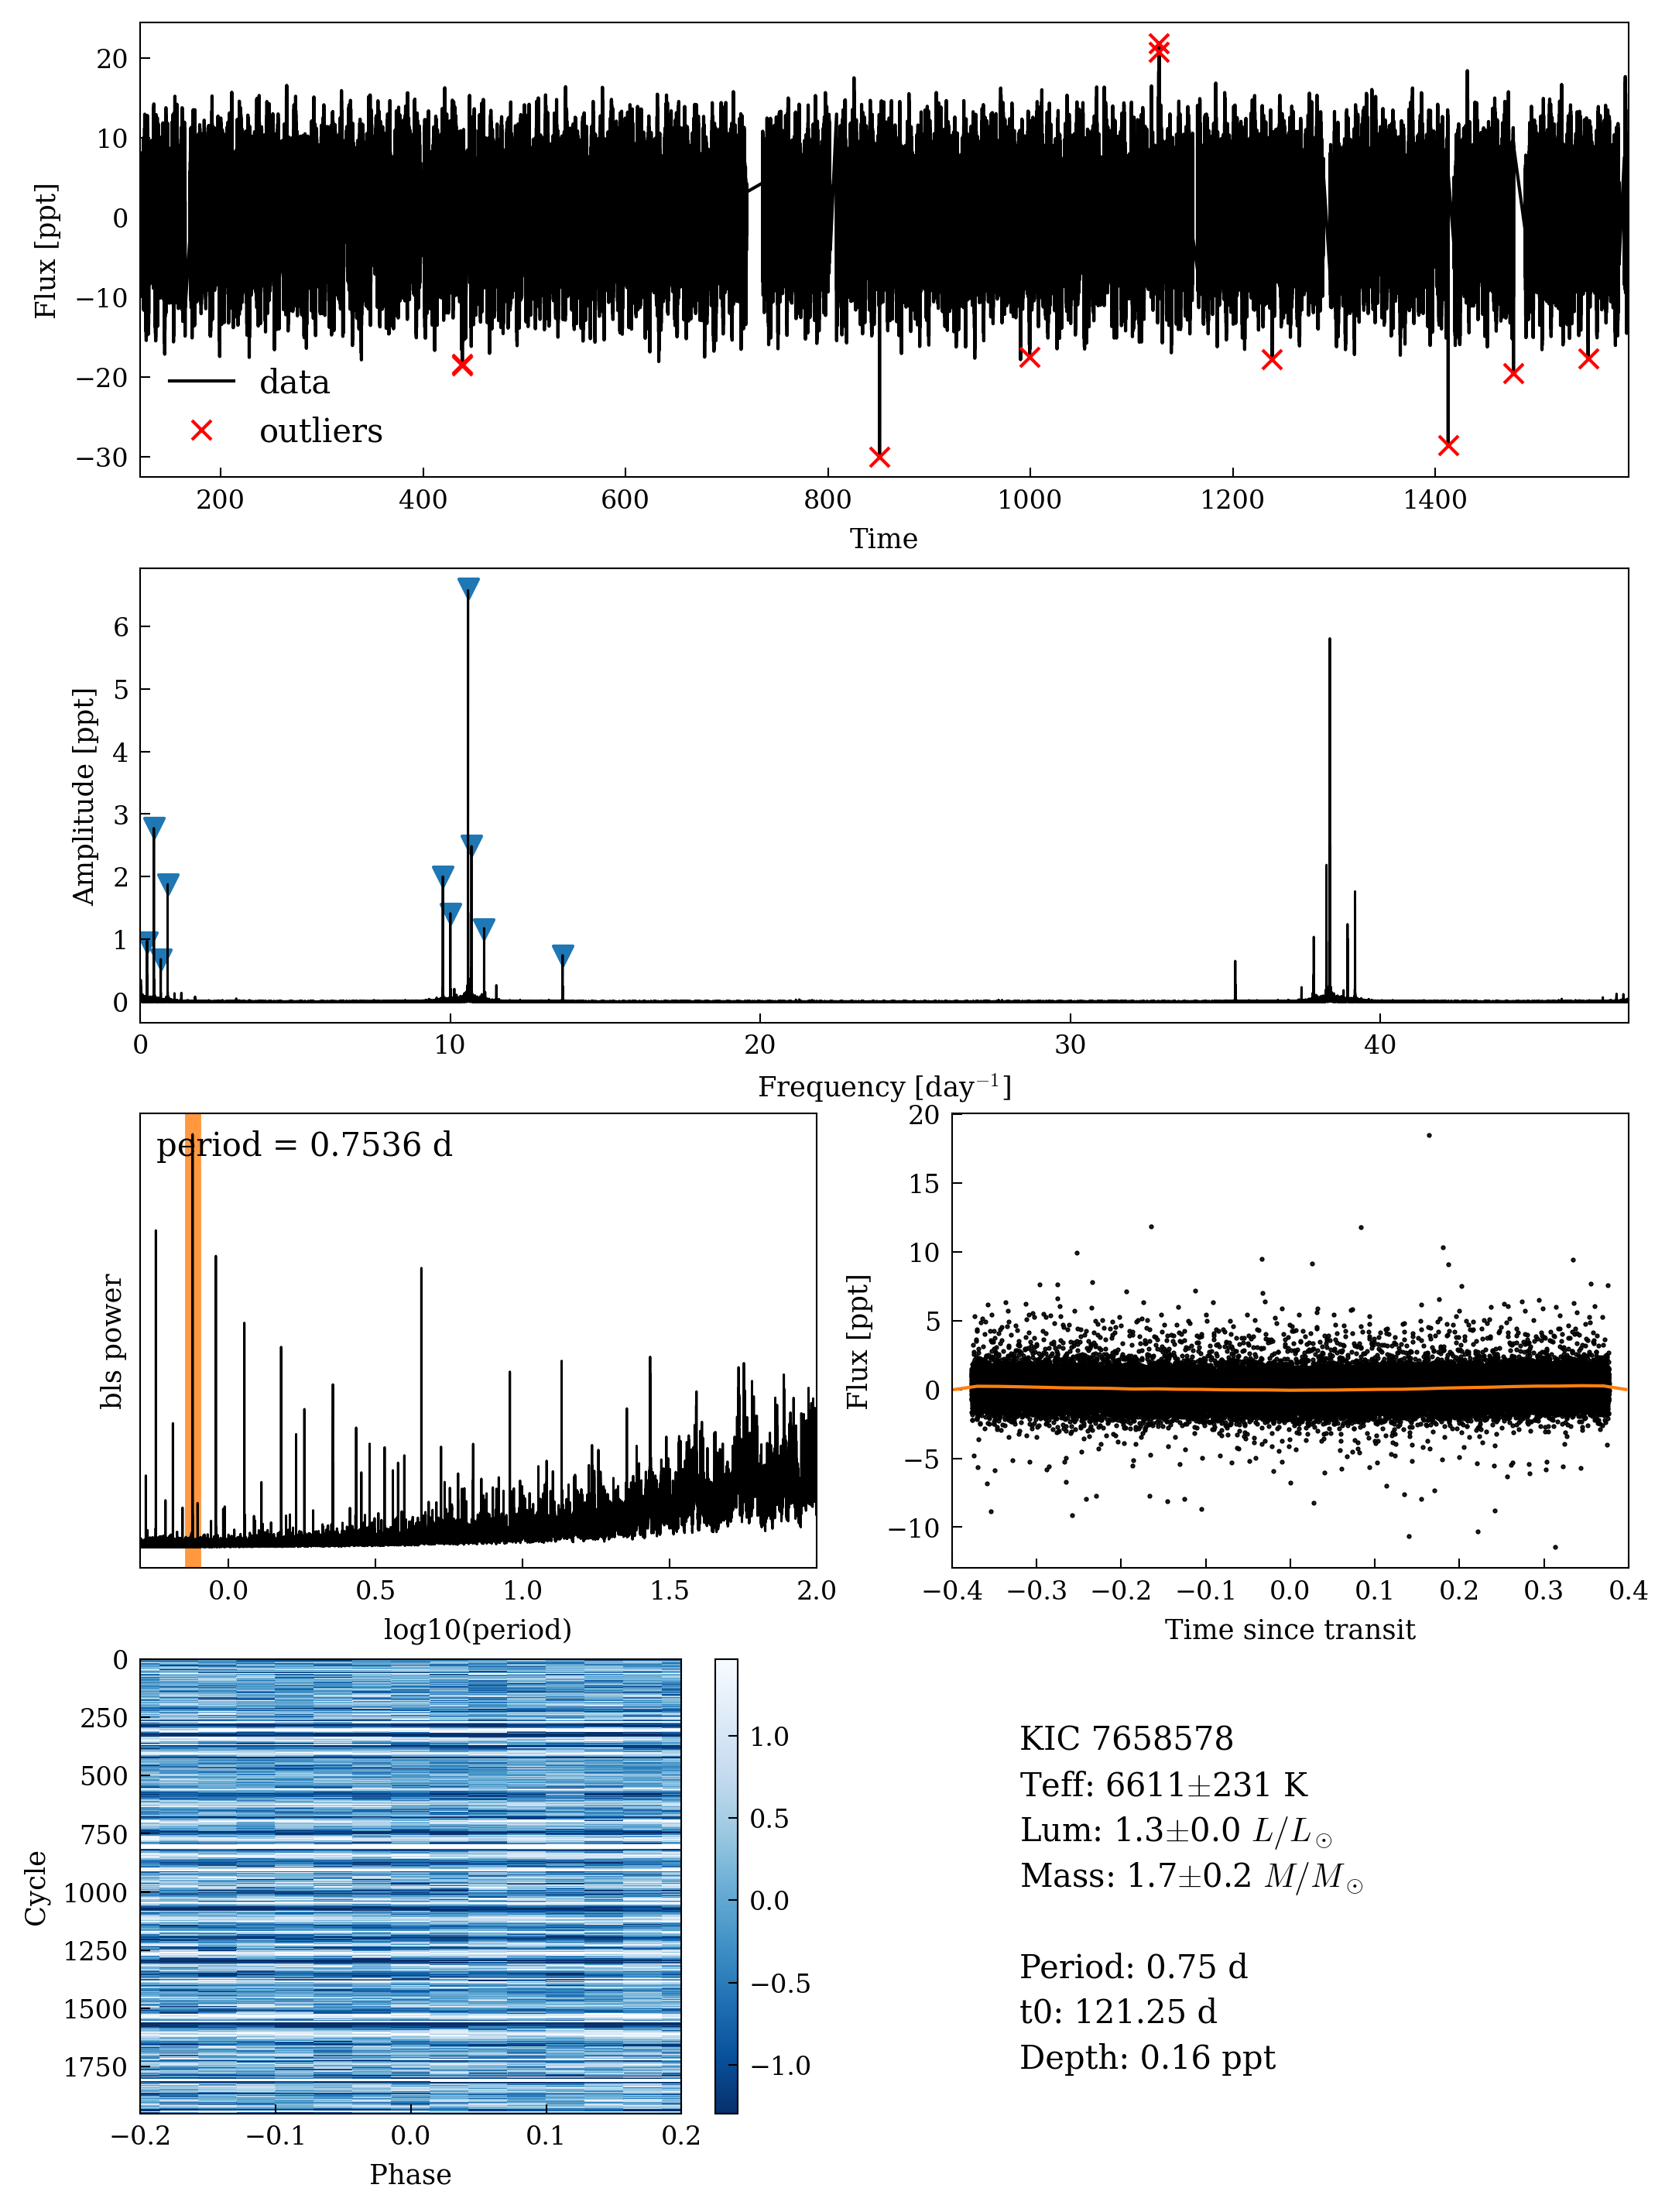 20
10
0
−10
−20
−30
Flux [ppt]
data
outliers
200 400 600 800 1000 1200 1400
Time
6
5
4
3
2
1
0
Amplitude [ppt]
0 10 20 30 40
Frequency [day⁻¹]
period = 0.7536 d
bls power
0.0 0.5 1.0 1.5 2.0
log10(period)
20
15
10
5
0
−5
−10
Flux [ppt]
−0.4 −0.3 −0.2 −0.1 0.0 0.1 0.2 0.3 0.4
Time since transit
0
250
500
750
1000
1250
1500
1750
Cycle
−0.2 −0.1 0.0 0.1 0.2
Phase
1.0
0.5
0.0
−0.5
−1.0
KIC 7658578
Teff: 6611±231 K
Lum: 1.3±0.0 L/L☉
Mass: 1.7±0.2 M/M☉
Period: 0.75 d
t0: 121.25 d
Depth: 0.16 ppt